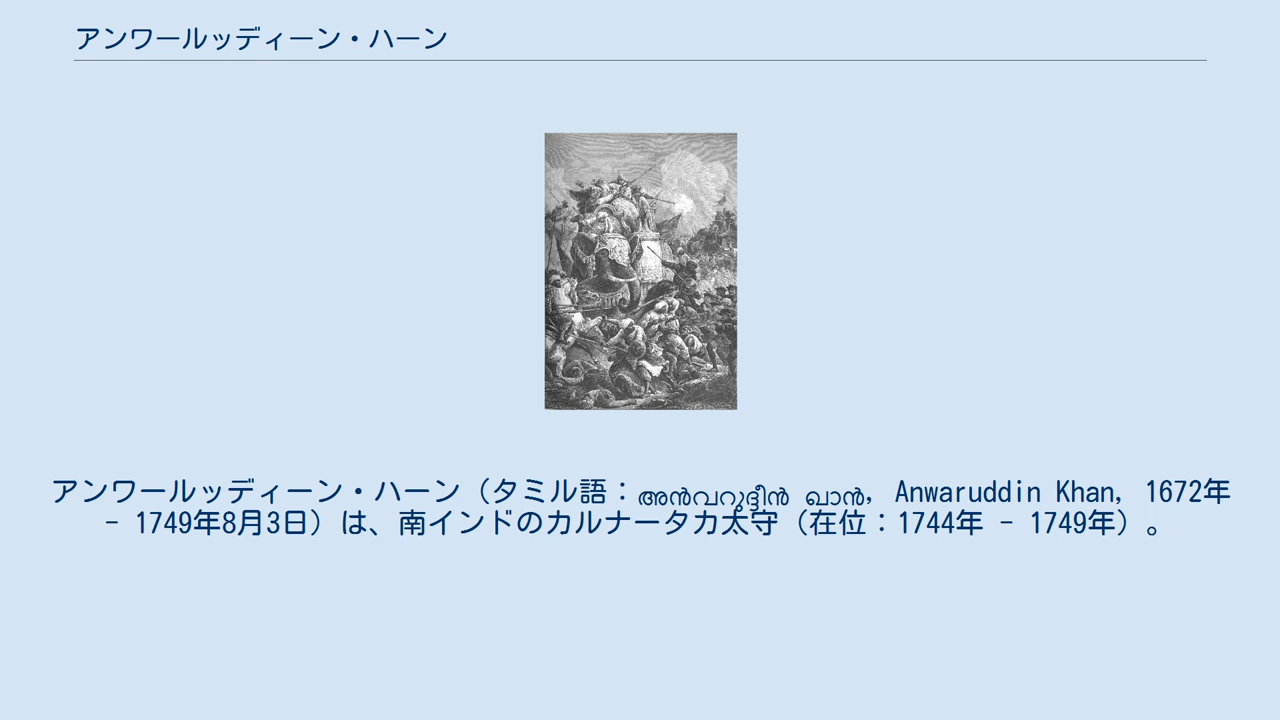 アンワールッディーン・ハーン
アンワールッディーン・ハーン（タミル語：അൻവറുദ്ദീൻ ഖാൻ, Anwaruddin Khan, 1672年
- 1749年8月3日）は、南インドのカルナータカ太守（在位：1744年 - 1749年）。